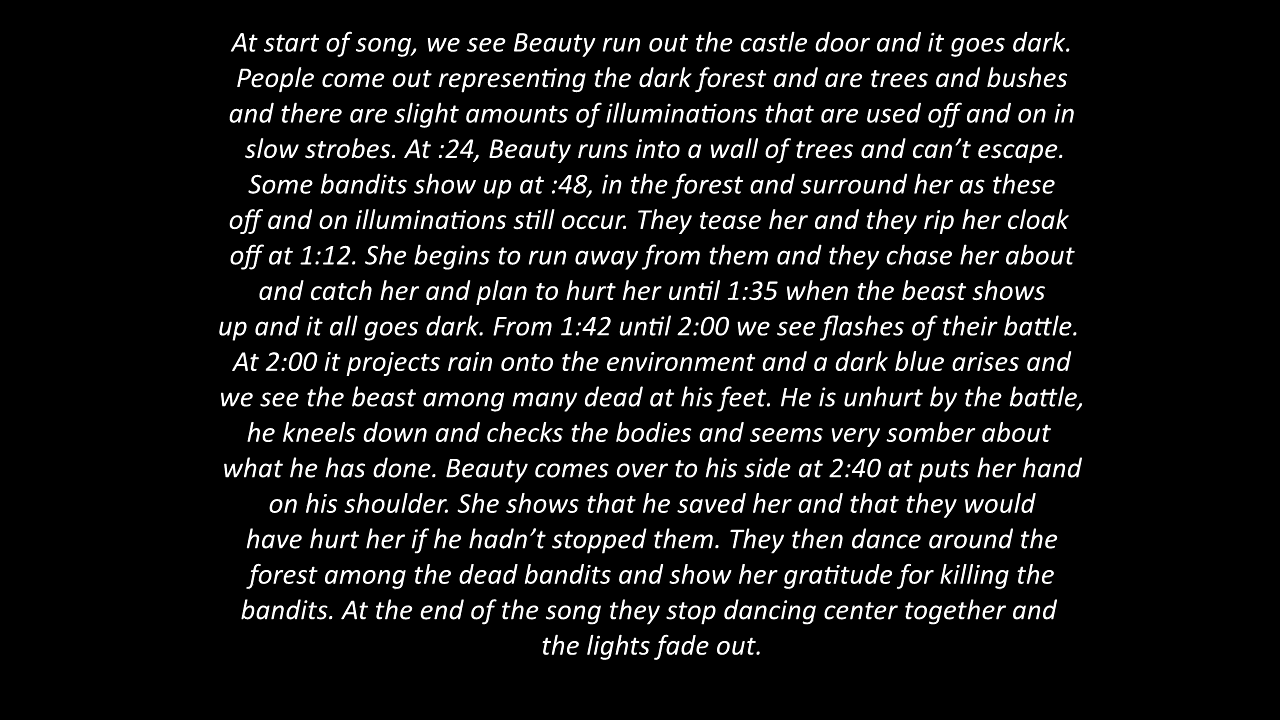 At start of song, we see Beauty run out the castle door and it goes dark.
People come out representing the dark forest and are trees and bushes
and there are slight amounts of illuminations that are used off and on in
slow strobes. At :24, Beauty runs into a wall of trees and can’t escape.
Some bandits show up at :48, in the forest and surround her as these
off and on illuminations still occur. They tease her and they rip her cloak
off at 1:12. She begins to run away from them and they chase her about
and catch her and plan to hurt her until 1:35 when the beast shows
up and it all goes dark. From 1:42 until 2:00 we see flashes of their battle.
At 2:00 it projects rain onto the environment and a dark blue arises and
we see the beast among many dead at his feet. He is unhurt by the battle,
he kneels down and checks the bodies and seems very somber about
what he has done. Beauty comes over to his side at 2:40 at puts her hand
on his shoulder. She shows that he saved her and that they would
have hurt her if he hadn’t stopped them. They then dance around the
forest among the dead bandits and show her gratitude for killing the
bandits. At the end of the song they stop dancing center together and
the lights fade out.